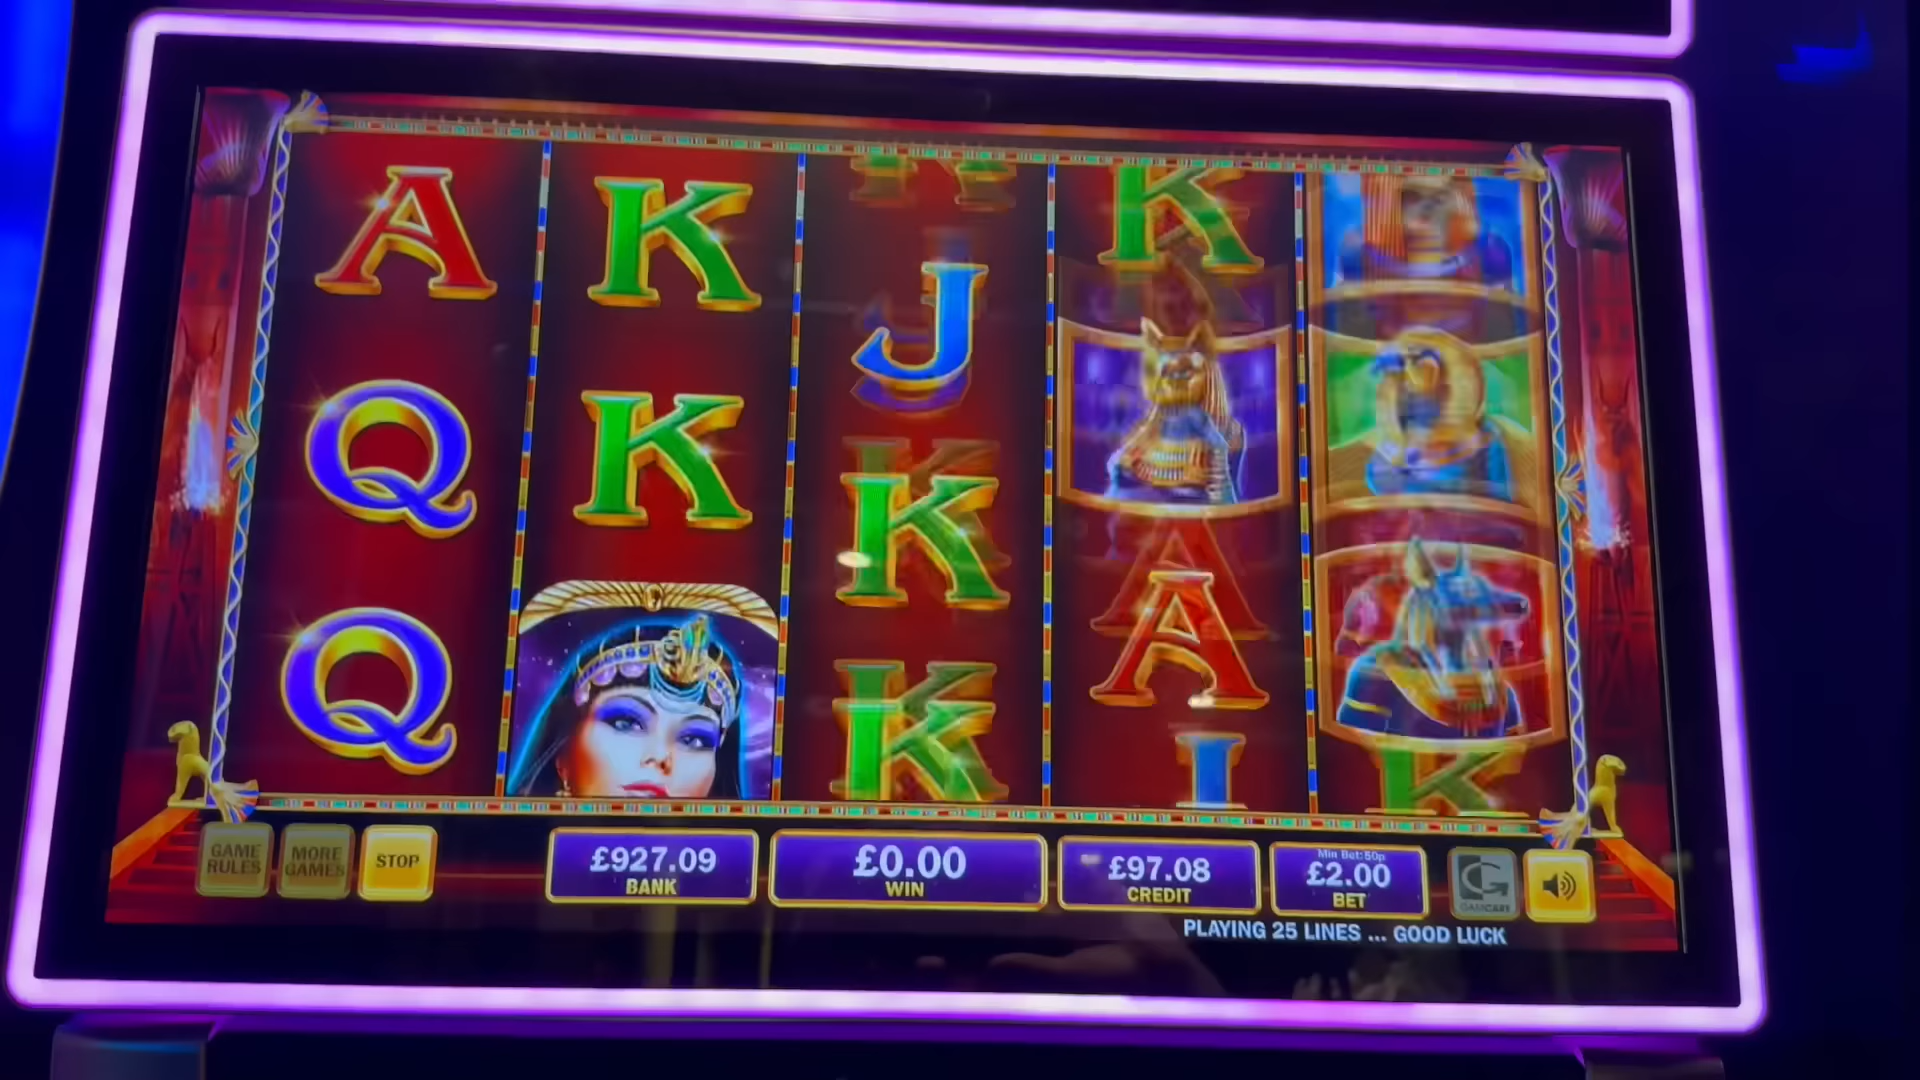 A K K
J
Q K K
A
Q K
J K
GAME RULES
MORE GAMES
STOP
£927.09
BANK
£0.00
WIN
£97.08
CREDIT
Min Bet:50p
£2.00
BET
G
GAMCARE
PLAYING 25 LINES ... GOOD LUCK